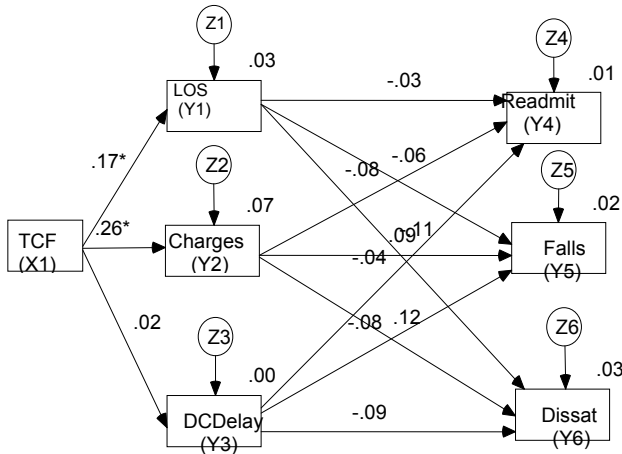 Z1
.03
LOS
(Y1)
Z4
.01
-.03
Readmit
(Y4)
.17*
Z2
.07
-.08
-.06
Z5
.02
TCF
(X1)
.26*
Charges
(Y2)
.09
-.11
-.04
Falls
(Y5)
.02
Z3
.00
-.08
.12
Z6
.03
DCDelay
(Y3)
-.09
Dissat
(Y6)